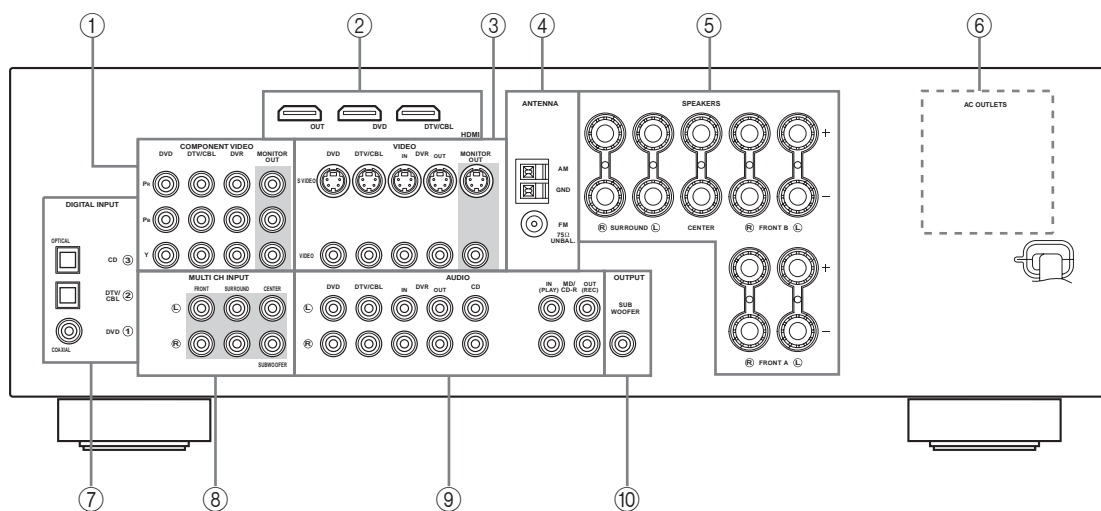 ① ② ③ ④ ⑤ ⑥
OUT DVD DTV/CBL
HDMI
COMPONENT VIDEO
DVD DTV/CBL DVR MONITOR OUT
PR
PB
Y
VIDEO
DVD DTV/CBL IN DVR OUT MONITOR OUT
S VIDEO
VIDEO
ANTENNA
AM
GND
FM
75Ω
UNBAL.
SPEAKERS
+
–
Ⓡ SURROUND Ⓛ CENTER Ⓡ FRONT B Ⓛ
+
–
Ⓡ FRONT A Ⓛ
AC OUTLETS
DIGITAL INPUT
OPTICAL
CD ③
DTV/
CBL ②
DVD ①
COAXIAL
MULTI CH INPUT
FRONT SURROUND CENTER
Ⓛ
Ⓡ
SUBWOOFER
AUDIO
DVD DTV/CBL IN DVR OUT CD IN (PLAY) MD/CD-R OUT (REC)
Ⓛ
Ⓡ
OUTPUT
SUB
WOOFER
⑦ ⑧ ⑨ ⑩